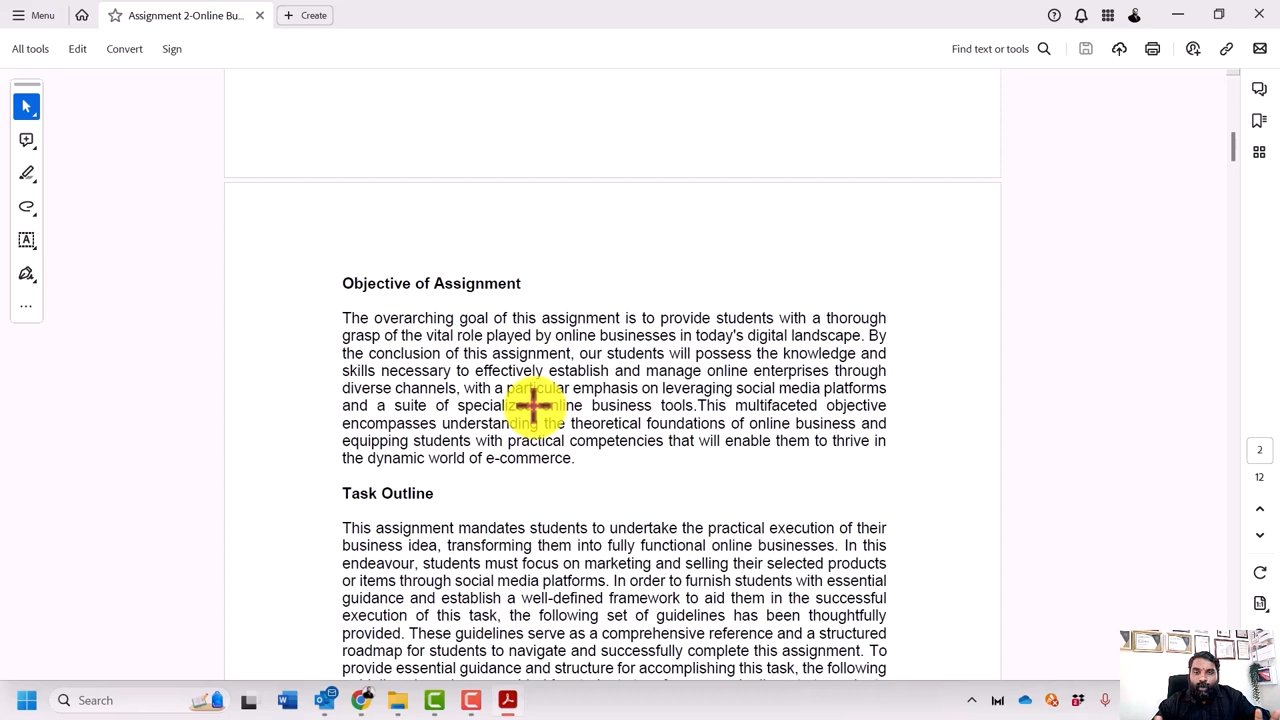 Menu
Assignment 2-Online Bu...
Create
All tools
Edit
Convert
Sign
Find text or tools
Objective of Assignment
The overarching goal of this assignment is to provide students with a thorough
grasp of the vital role played by online businesses in today's digital landscape. By
the conclusion of this assignment, our students will possess the knowledge and
skills necessary to effectively establish and manage online enterprises through
diverse channels, with a particular emphasis on leveraging social media platforms
and a suite of specialized online business tools.This multifaceted objective
encompasses understanding the theoretical foundations of online business and
equipping students with practical competencies that will enable them to thrive in
the dynamic world of e-commerce.
Task Outline
This assignment mandates students to undertake the practical execution of their
business idea, transforming them into fully functional online businesses. In this
endeavour, students must focus on marketing and selling their selected products
or items through social media platforms. In order to furnish students with essential
guidance and establish a well-defined framework to aid them in the successful
execution of this task, the following set of guidelines has been thoughtfully
provided. These guidelines serve as a comprehensive reference and a structured
roadmap for students to navigate and successfully complete this assignment. To
provide essential guidance and structure for accomplishing this task, the following
2
12
Search